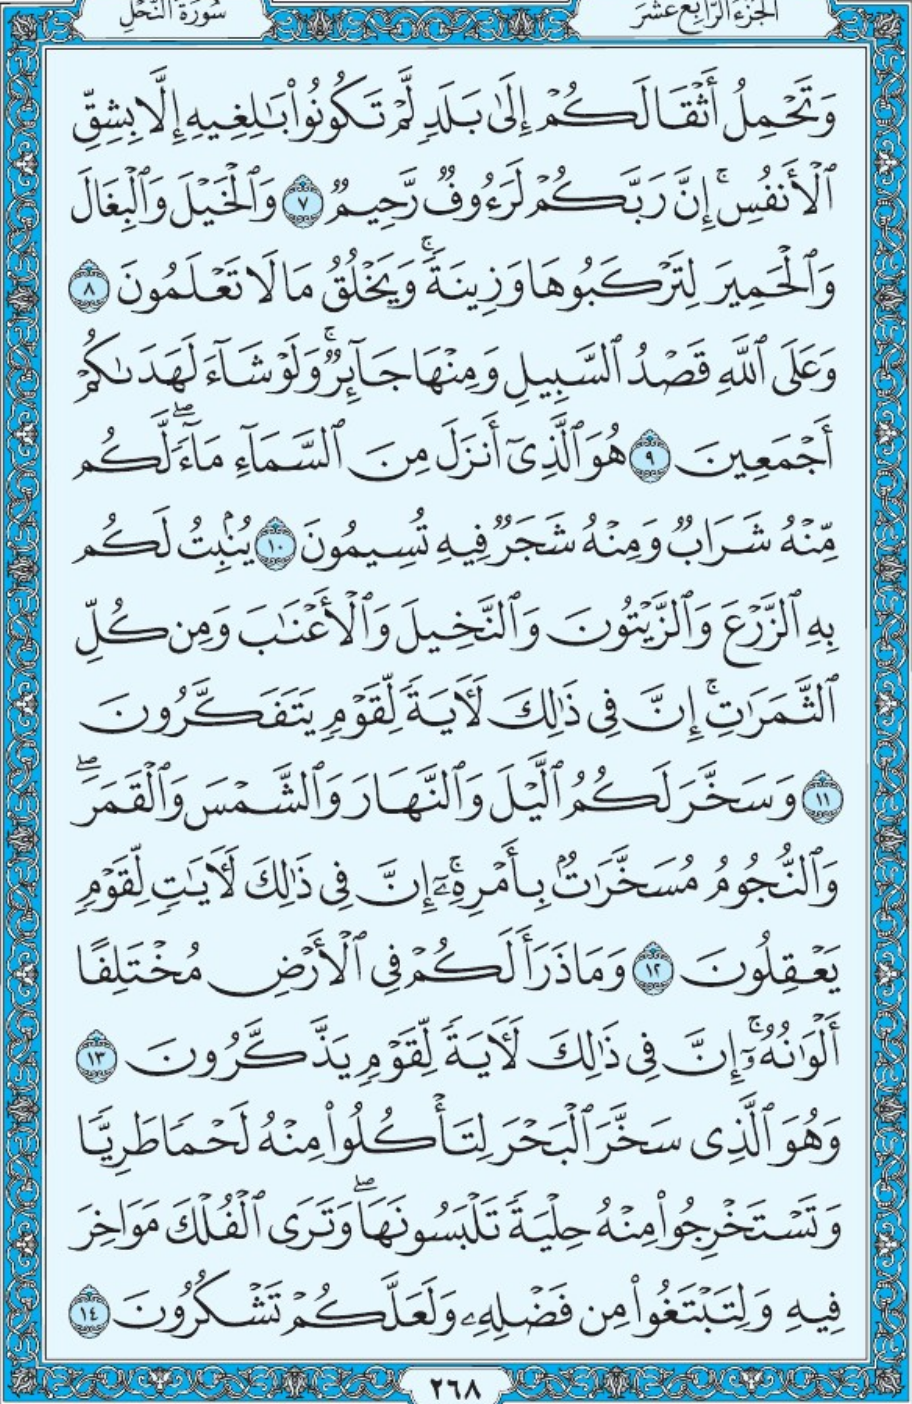 الجزء الرابع عشر
سورة النحل
وَتَحْمِلُ أَثْقَالَكُمْ إِلَىٰ بَلَدٍ لَّمْ تَكُونُوا۟ بَـٰلِغِيهِ إِلَّا بِشِقِّ
ٱلْأَنفُسِ ۚ إِنَّ رَبَّكُمْ لَرَءُوفٌ رَّحِيمٌ ٧ وَٱلْخَيْلَ وَٱلْبِغَالَ
وَٱلْحَمِيرَ لِتَرْكَبُوهَا وَزِينَةً ۚ وَيَخْلُقُ مَا لَا تَعْلَمُونَ ٨
وَعَلَى ٱللَّهِ قَصْدُ ٱلسَّبِيلِ وَمِنْهَا جَآئِرٌ ۚ وَلَوْ شَآءَ لَهَدَىٰكُمْ
أَجْمَعِينَ ٩ هُوَ ٱلَّذِىٓ أَنزَلَ مِنَ ٱلسَّمَآءِ مَآءً ۖ لَّكُم
مِّنْهُ شَرَابٌ وَمِنْهُ شَجَرٌ فِيهِ تُسِيمُونَ ١٠ يُنۢبِتُ لَكُم
بِهِ ٱلزَّرْعَ وَٱلزَّيْتُونَ وَٱلنَّخِيلَ وَٱلْأَعْنَـٰبَ وَمِن كُلِّ
ٱلثَّمَرَٰتِ ۚ إِنَّ فِى ذَٰلِكَ لَـَٔايَةً لِّقَوْمٍ يَتَفَكَّرُونَ
١١ وَسَخَّرَ لَكُمُ ٱلَّيْلَ وَٱلنَّهَارَ وَٱلشَّمْسَ وَٱلْقَمَرَ ۖ
وَٱلنُّجُومُ مُسَخَّرَٰتٌۢ بِأَمْرِهِۦٓ ۚ إِنَّ فِى ذَٰلِكَ لَـَٔايَـٰتٍ لِّقَوْمٍ
يَعْقِلُونَ ١٢ وَمَا ذَرَأَ لَكُمْ فِى ٱلْأَرْضِ مُخْتَلِفًا
أَلْوَٰنُهُۥٓ ۚ إِنَّ فِى ذَٰلِكَ لَـَٔايَةً لِّقَوْمٍ يَذَّكَّرُونَ ١٣
وَهُوَ ٱلَّذِى سَخَّرَ ٱلْبَحْرَ لِتَأْكُلُوا۟ مِنْهُ لَحْمًا طَرِيًّا
وَتَسْتَخْرِجُوا۟ مِنْهُ حِلْيَةً تَلْبَسُونَهَا ۖ وَتَرَى ٱلْفُلْكَ مَوَاخِرَ
فِيهِ وَلِتَبْتَغُوا۟ مِن فَضْلِهِۦ وَلَعَلَّكُمْ تَشْكُرُونَ ١٤
٢٦٨